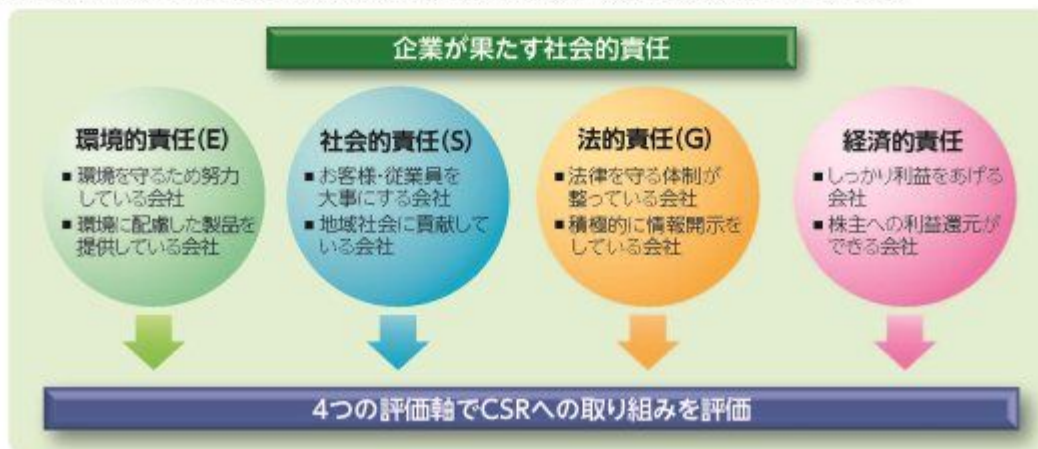 企業が果たす社会的責任
環境的責任(E)
■ 環境を守るため努力
している会社
■ 環境に配慮した製品を
提供している会社
社会的責任(S)
■ お客様・従業員を
大事にする会社
■ 地域社会に貢献して
いる会社
法的責任(G)
■ 法律を守る体制が
整っている会社
■ 積極的に情報開示を
している会社
経済的責任
■ しっかり利益をあげる
会社
■ 株主への利益還元が
できる会社
4つの評価軸でCSRへの取り組みを評価